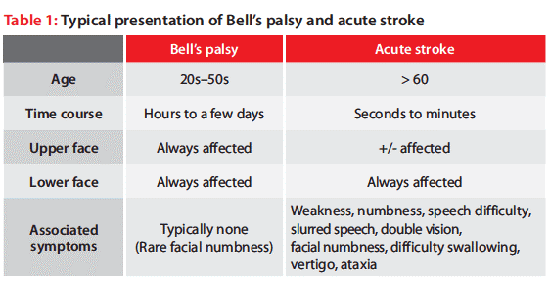 Table 1: Typical presentation of Bell's palsy and acute stroke
Bell's palsy Acute stroke
Age 20s–50s > 60
Time course Hours to a few days Seconds to minutes
Upper face Always affected +/- affected
Lower face Always affected Always affected
Associated symptoms Typically none (Rare facial numbness) Weakness, numbness, speech difficulty, slurred speech, double vision, facial numbness, difficulty swallowing, vertigo, ataxia